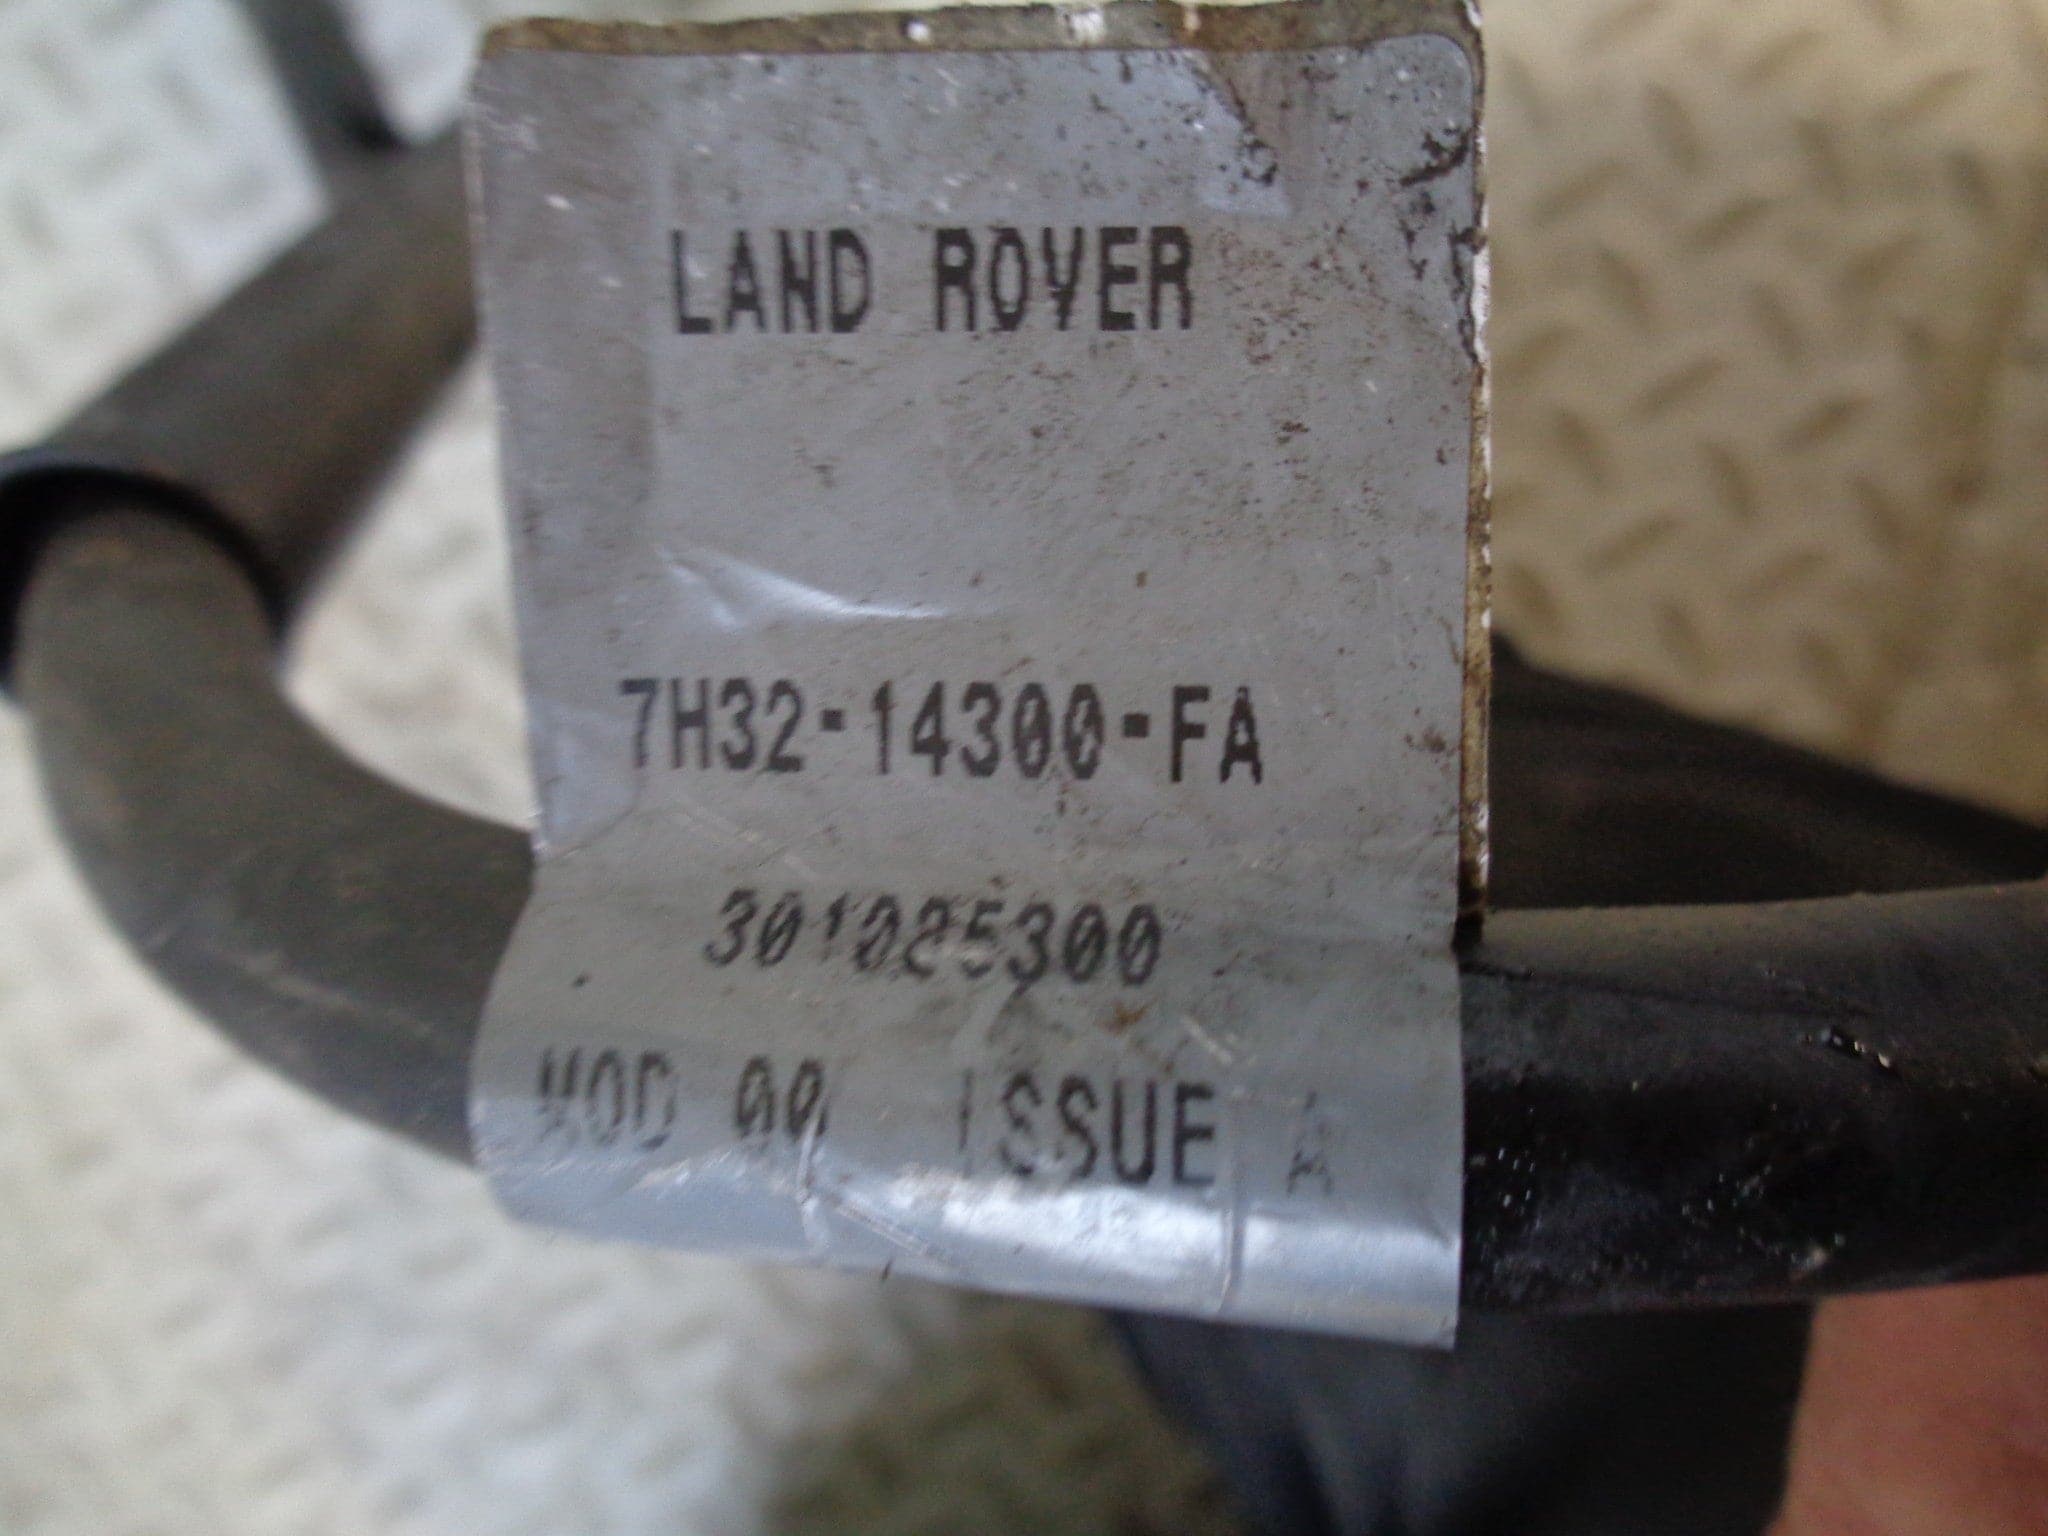 LAND ROVER
7H32-14300-FA
301025300
MOD 00 ISSUE A